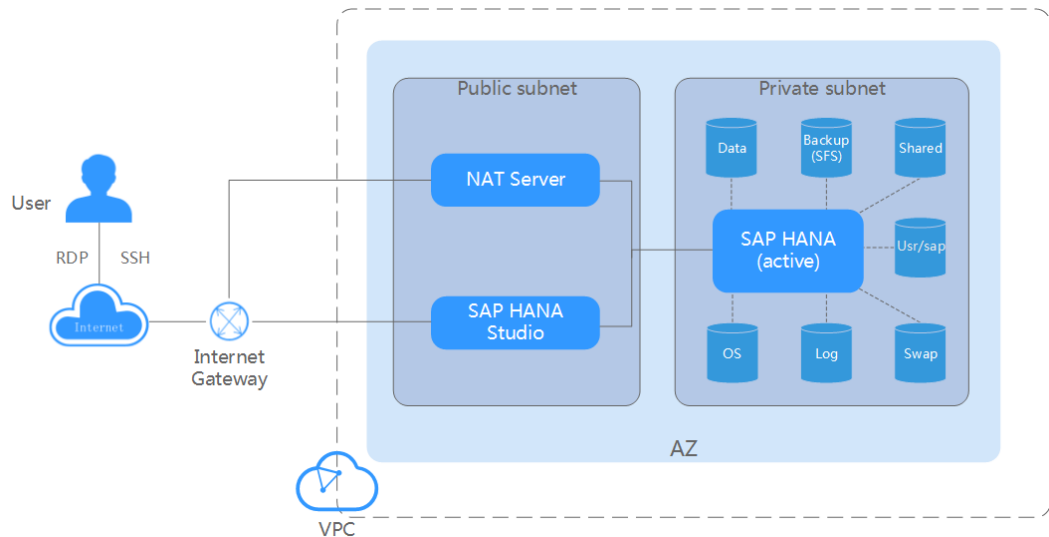 Public subnet
Private subnet
Data
Backup
(SFS)
Shared
User
NAT Server
RDP
SSH
SAP HANA
(active)
Usr/sap
Internet
SAP HANA
Studio
Internet
Gateway
OS
Log
Swap
AZ
VPC